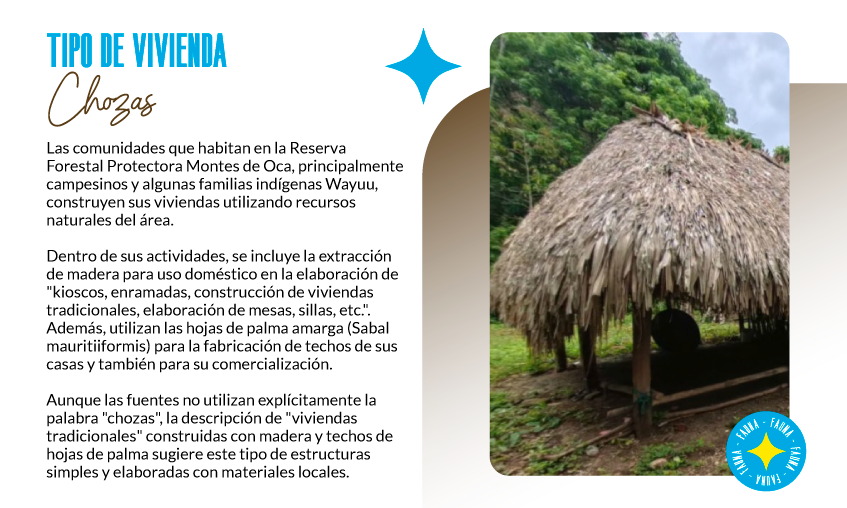 TIPO DE VIVIENDA
Chozas
Las comunidades que habitan en la Reserva
Forestal Protectora Montes de Oca, principalmente
campesinos y algunas familias indígenas Wayuu,
construyen sus viviendas utilizando recursos
naturales del área.
Dentro de sus actividades, se incluye la extracción
de madera para uso doméstico en la elaboración de
"kioscos, enramadas, construcción de viviendas
tradicionales, elaboración de mesas, sillas, etc.".
Además, utilizan las hojas de palma amarga (Sabal
mauritiiformis) para la fabricación de techos de sus
casas y también para su comercialización.
Aunque las fuentes no utilizan explícitamente la
palabra "chozas", la descripción de "viviendas
tradicionales" construidas con madera y techos de
hojas de palma sugiere este tipo de estructuras
simples y elaboradas con materiales locales.
FAUNA - FAUNA - FAUNA - FAUNA - FAUNA -